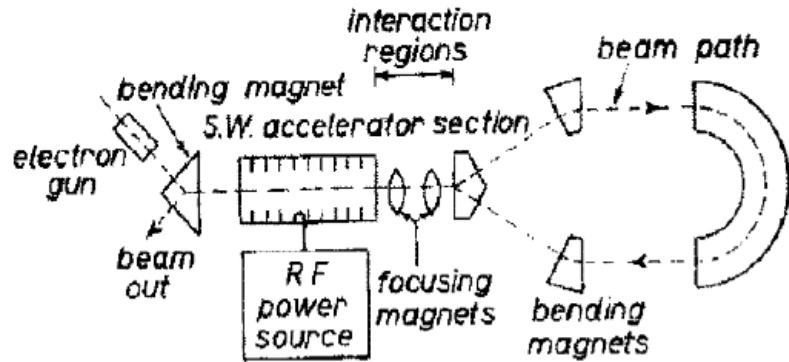 interaction
regions
beam path
bending magnet
S.W. accelerator section
electron
gun
beam
out
RF
power
source
focusing
magnets
bending
magnets